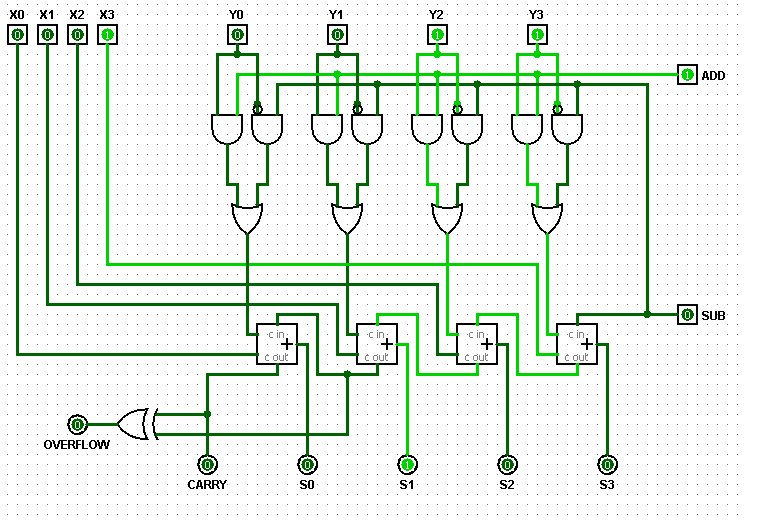 X0 X1 X2 X3 Y0 Y1 Y2 Y3
0 0 0 1 0 0 1 1
1 ADD
0 SUB
c in c in c in c in
+ + + +
c out c out c out c out
0
OVERFLOW
0 0 1 0 0
CARRY S0 S1 S2 S3